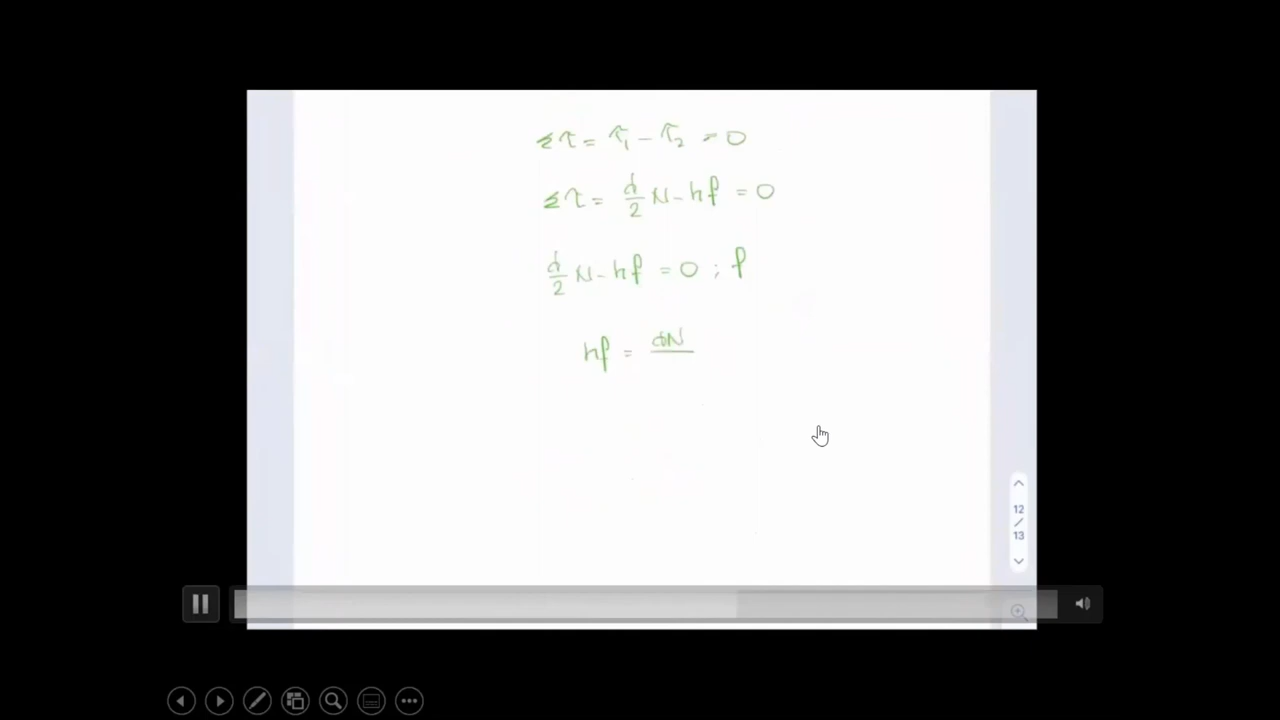 Στ = τ₁ - τ₂ = 0
Στ = d/2 N - hf = 0
d/2 N - hf = 0 ; f
hf = dN
12
/
13